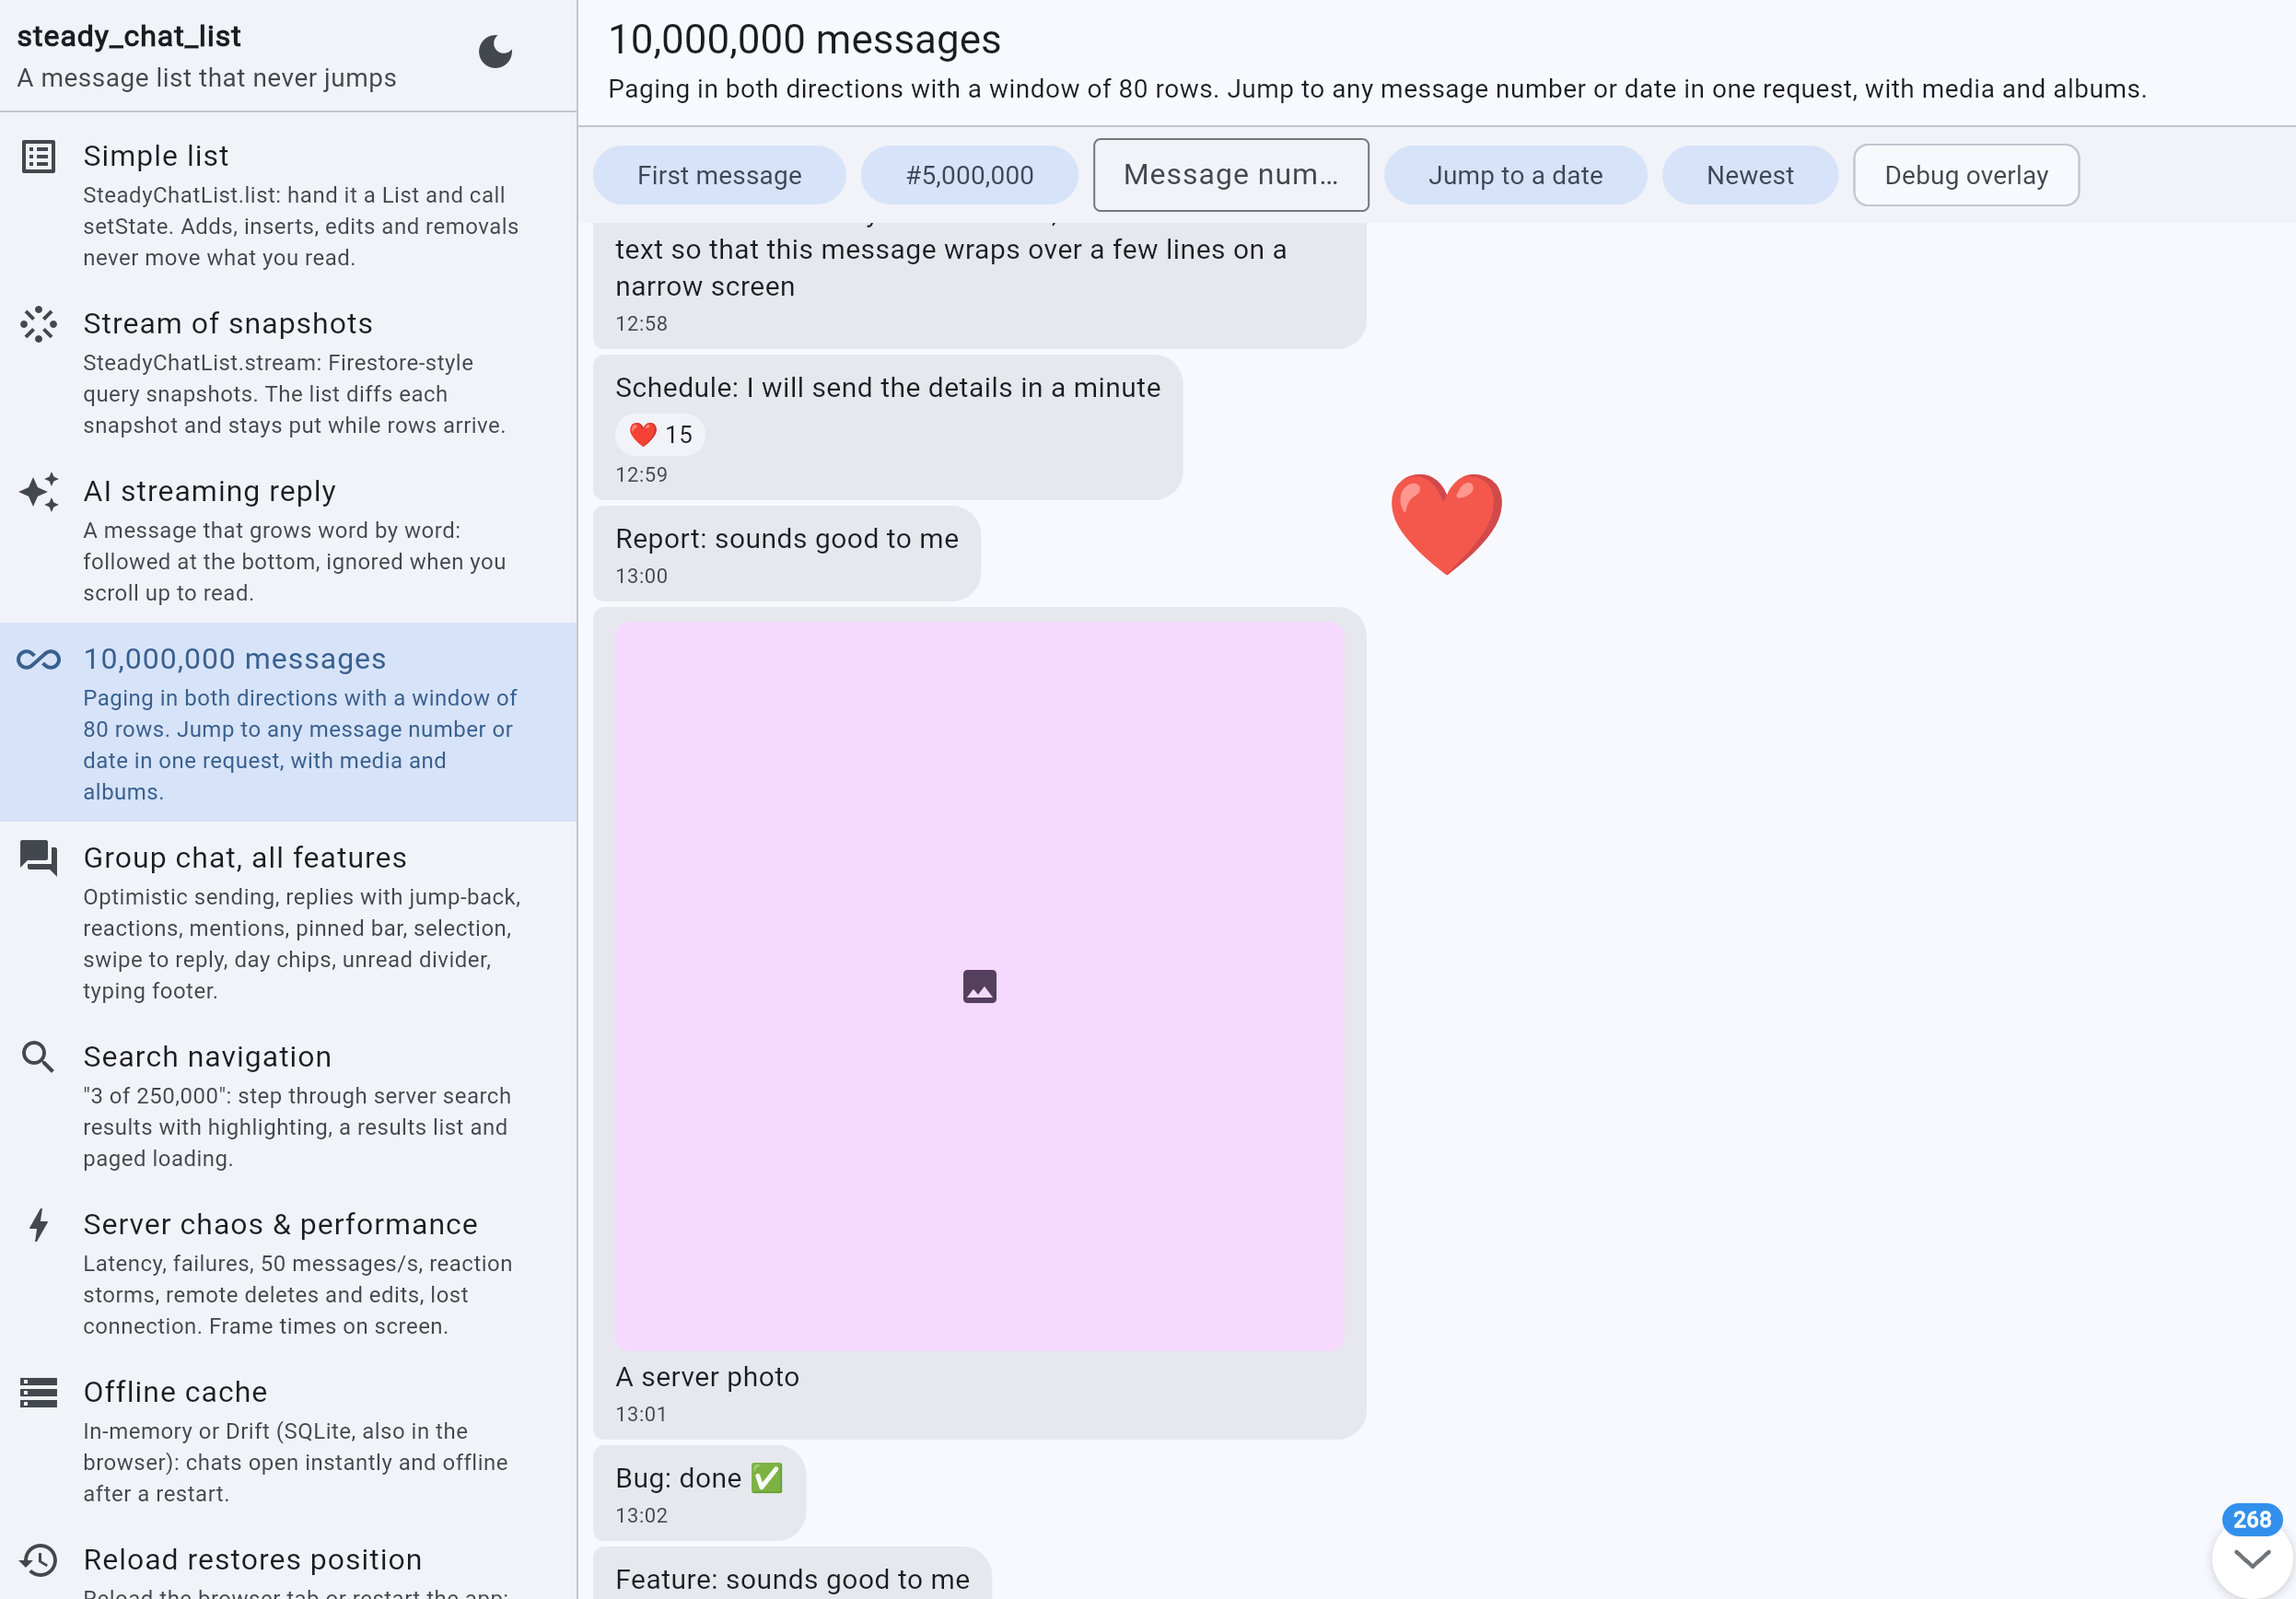 steady_chat_list
A message list that never jumps
Simple list
SteadyChatList.list: hand it a List and call
setState. Adds, inserts, edits and removals
never move what you read.
Stream of snapshots
SteadyChatList.stream: Firestore-style
query snapshots. The list diffs each
snapshot and stays put while rows arrive.
AI streaming reply
A message that grows word by word:
followed at the bottom, ignored when you
scroll up to read.
10,000,000 messages
Paging in both directions with a window of
80 rows. Jump to any message number or
date in one request, with media and
albums.
Group chat, all features
Optimistic sending, replies with jump-back,
reactions, mentions, pinned bar, selection,
swipe to reply, day chips, unread divider,
typing footer.
Search navigation
"3 of 250,000": step through server search
results with highlighting, a results list and
paged loading.
Server chaos & performance
Latency, failures, 50 messages/s, reaction
storms, remote deletes and edits, lost
connection. Frame times on screen.
Offline cache
In-memory or Drift (SQLite, also in the
browser): chats open instantly and offline
after a restart.
Reload restores position
Reload the browser tab or restart the app:
10,000,000 messages
Paging in both directions with a window of 80 rows. Jump to any message number or date in one request, with media and albums.
First message
#5,000,000
Message num...
Jump to a date
Newest
Debug overlay
text so that this message wraps over a few lines on a
narrow screen
12:58
Schedule: I will send the details in a minute
❤️ 15
12:59
Report: sounds good to me
13:00
A server photo
13:01
Bug: done ✅
13:02
Feature: sounds good to me
268